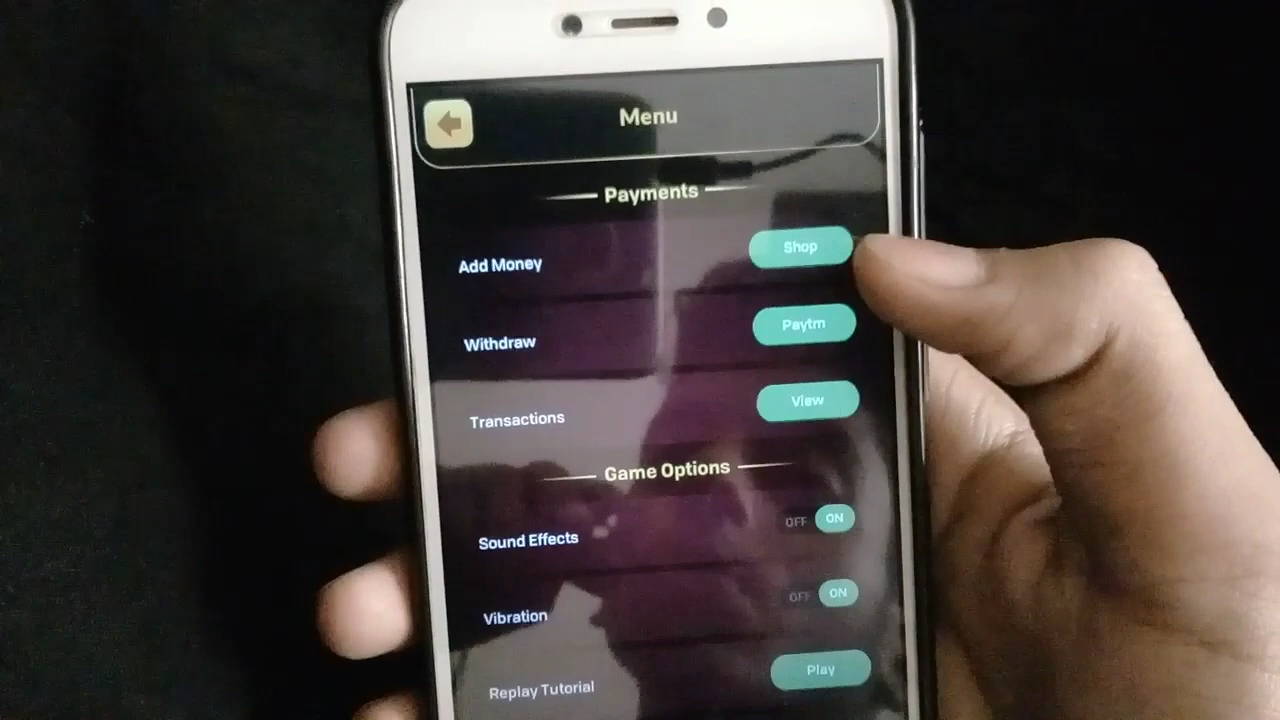 Menu
Payments
Add Money Shop
Withdraw Paytm
Transactions View
Game Options
Sound Effects OFF ON
Vibration OFF ON
Replay Tutorial Play